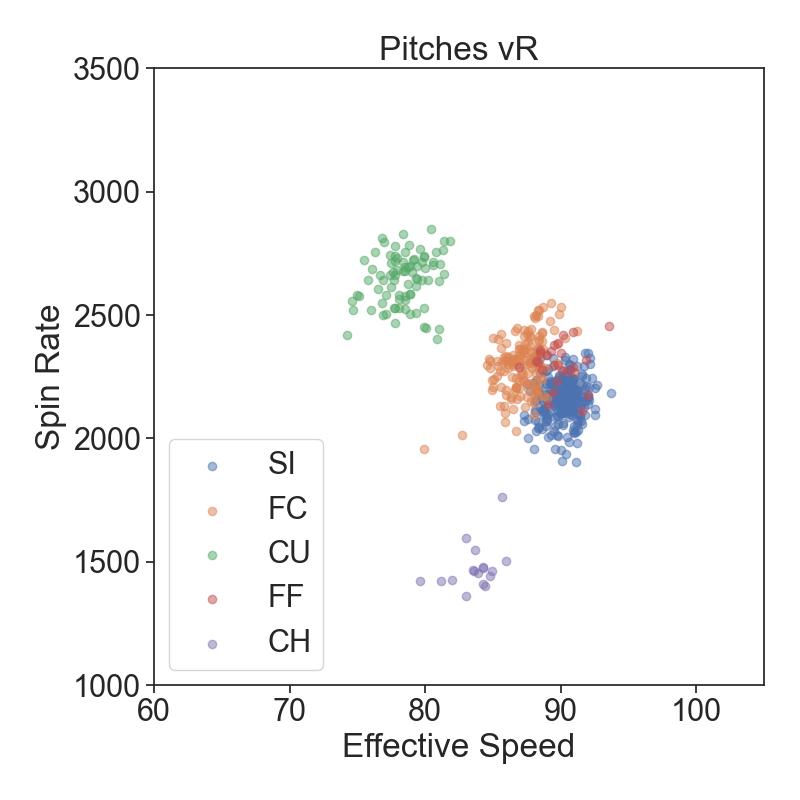 Pitches vR
3500
3000
2500
2000
1500
1000
Spin Rate
SI
FC
CU
FF
CH
60 70 80 90 100
Effective Speed